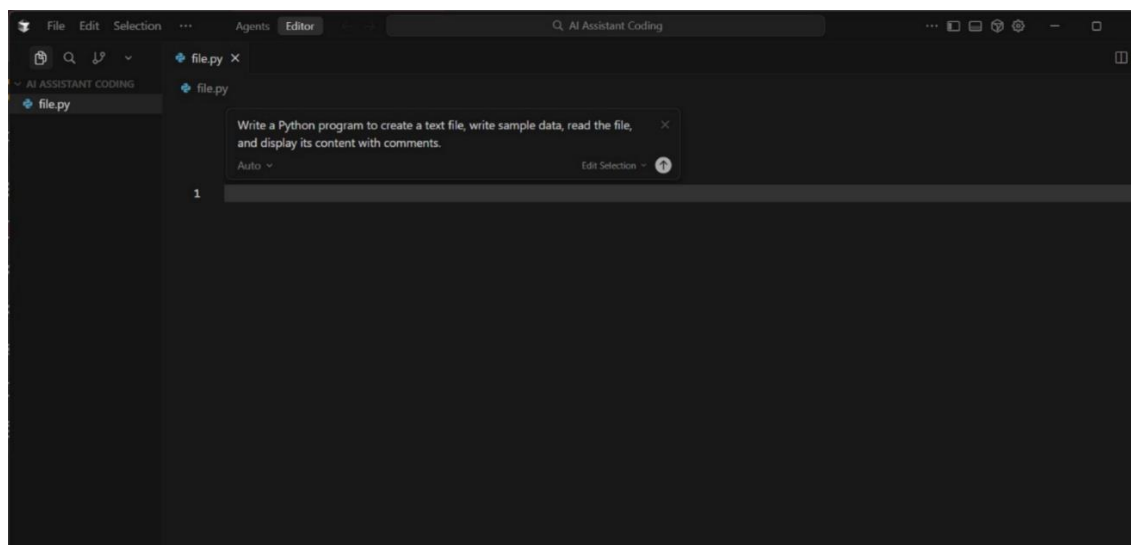 File Edit Selection ··· Agents Editor AI Assistant Coding ···
file.py
AI ASSISTANT CODING
file.py
file.py
Write a Python program to create a text file, write sample data, read the file,
and display its content with comments.
Auto Edit Selection
1